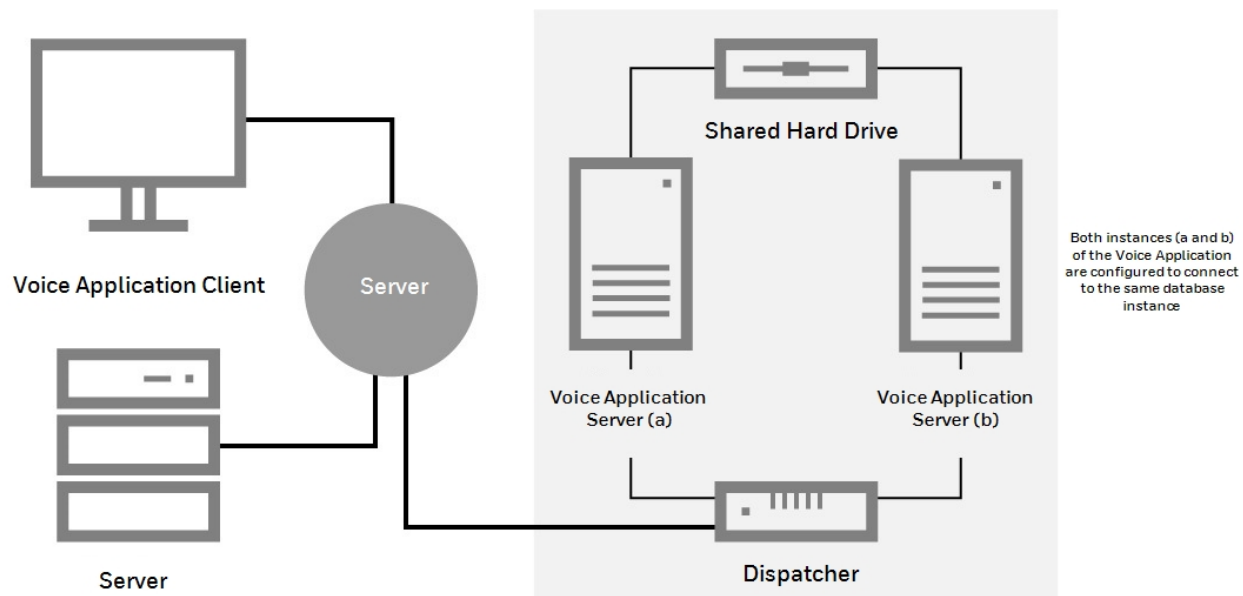 Shared Hard Drive
Voice Application Client
Server
Both instances (a and b)
of the Voice Application
are configured to connect
to the same database
instance
Voice Application
Server (a)
Voice Application
Server (b)
Server
Dispatcher